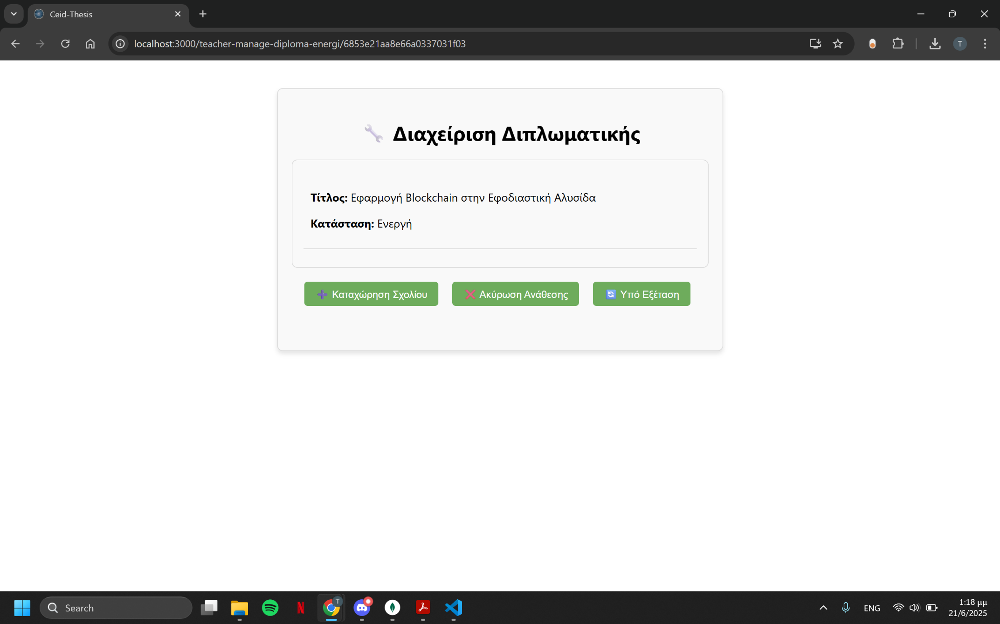 Ceid-Thesis
localhost:3000/teacher-manage-diploma-energi/6853e21aa8e66a0337031f03
T
🔧 Διαχείριση Διπλωματικής
Τίτλος: Εφαρμογή Blockchain στην Εφοδιαστική Αλυσίδα
Κατάσταση: Ενεργή
➕ Καταχώρηση Σχολίου
❌ Ακύρωση Ανάθεσης
🔄 Υπό Εξέταση
Search
N
T
ENG
1:18 μμ
21/6/2025